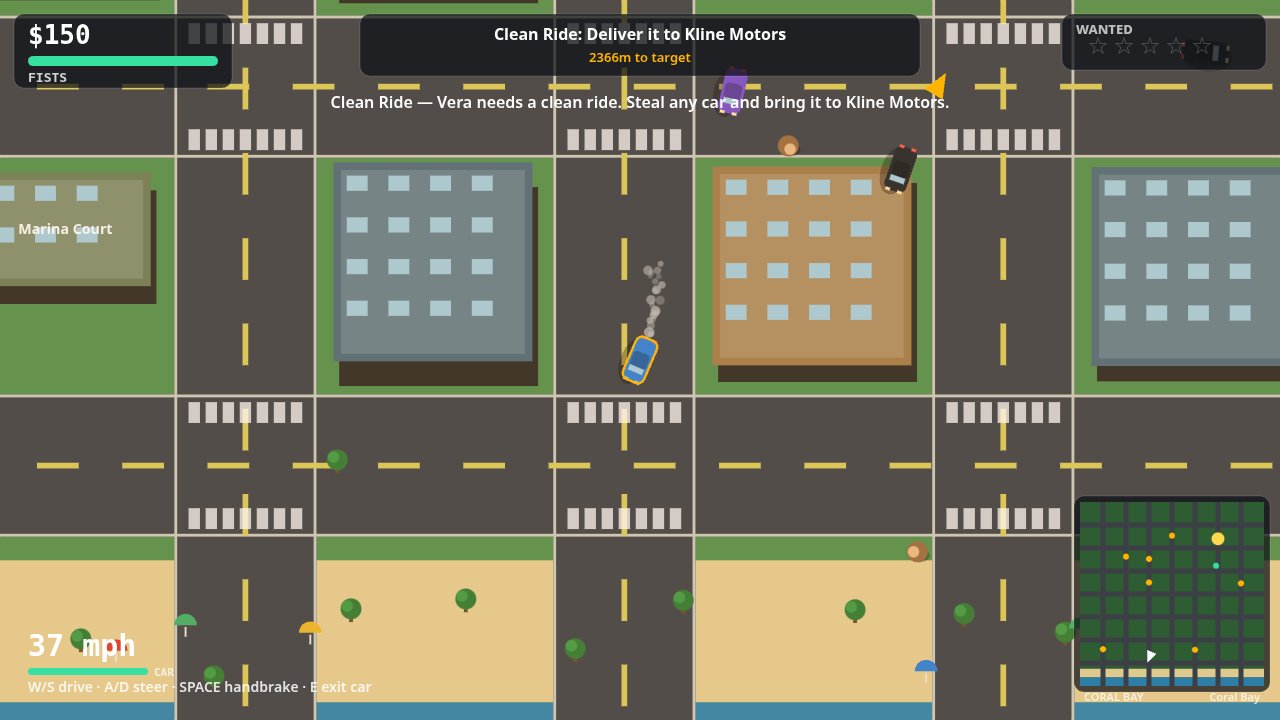 $150
FISTS
Clean Ride: Deliver it to Kline Motors
2366m to target
WANTED
Clean Ride — Vera needs a clean ride. Steal any car and bring it to Kline Motors.
Marina Court
37 mph
CAR
W/S drive · A/D steer · SPACE handbrake · E exit car
CORAL BAY
Coral Bay